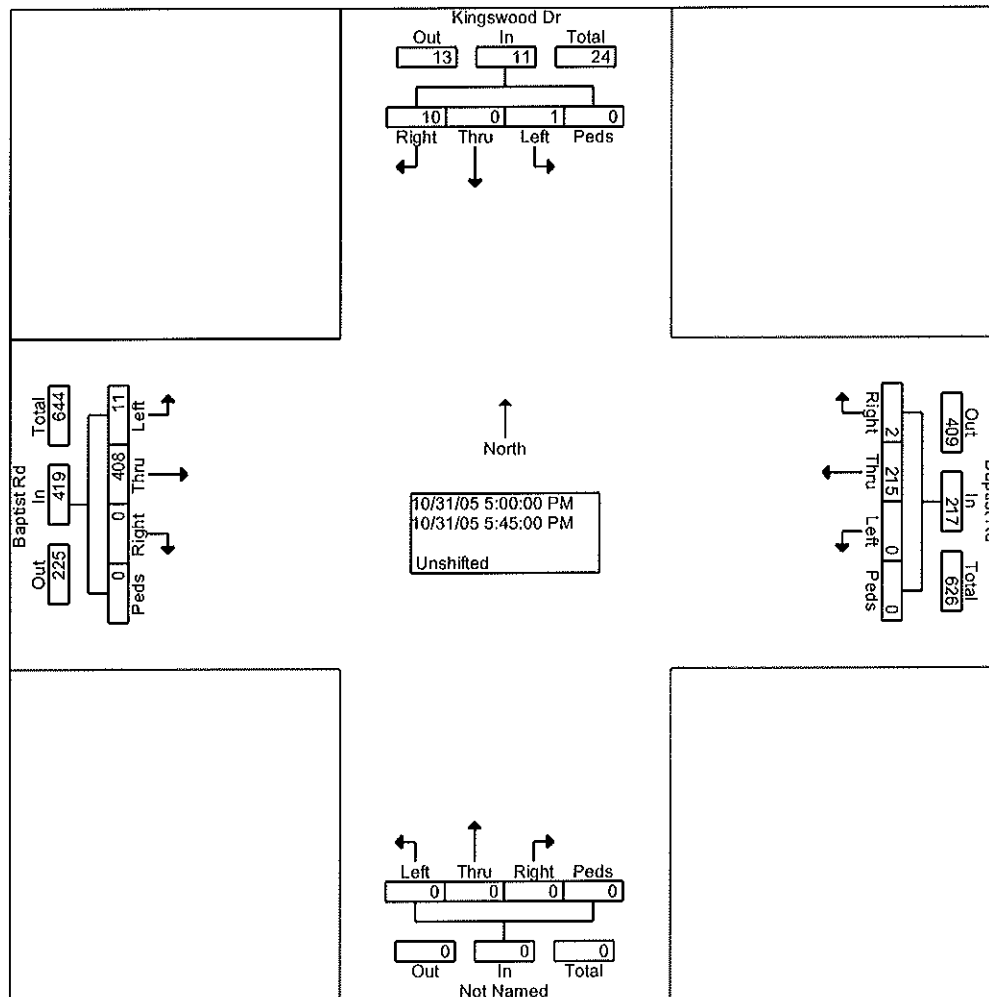 Kingswood Dr
Out In Total
13 11 24
10 0 1 0
Right Thru Left Peds
Baptist Rd
Total In Out
644 419 225
11 408 0 0
Left Thru Right Peds
North
10/31/05 5:00:00 PM
10/31/05 5:45:00 PM
Unshifted
Right Thru Left Peds
2 215 0 0
409 217 626
Out In Total
Left Thru Right Peds
0 0 0 0
0 0 0
Out In Total
Not Named